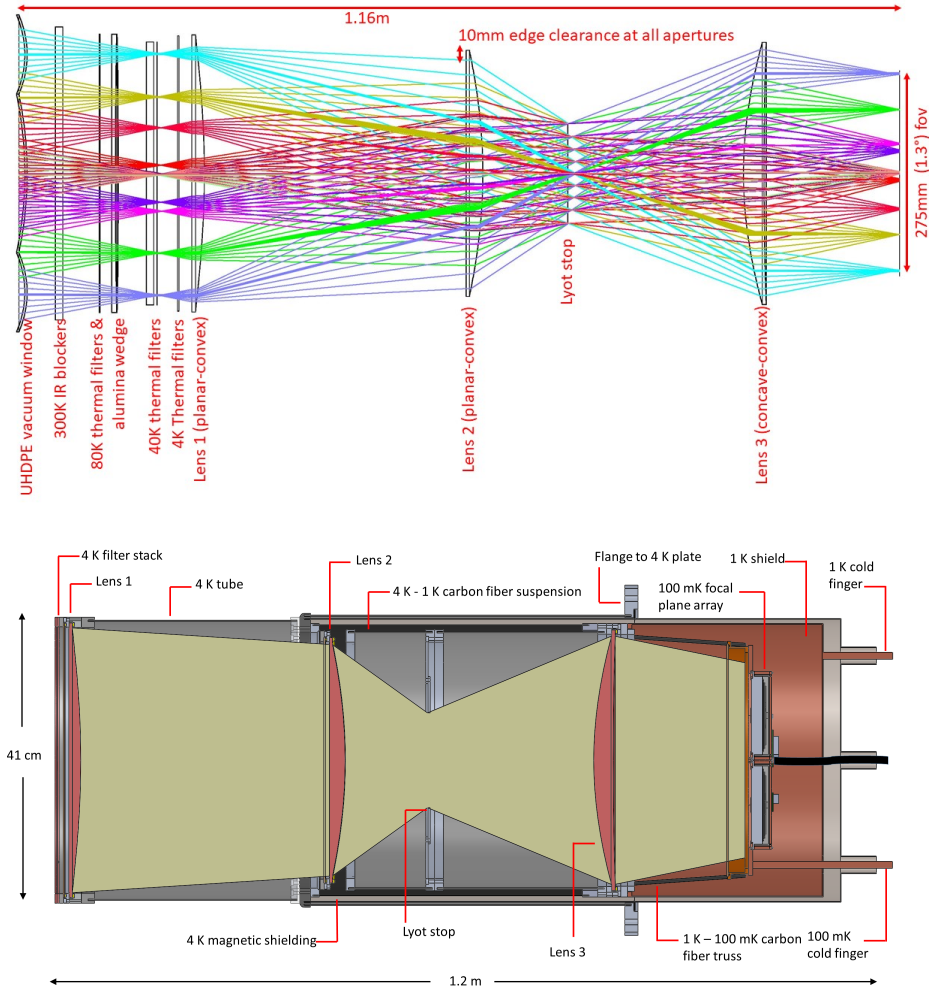 1.16m
10mm edge clearance at all apertures
275mm (1.3°) fov
UHDPE vacuum window
300K IR blockers
80K thermal filters &
alumina wedge
40K thermal filters
4K Thermal filters
Lens 1 (planar-convex)
Lens 2 (planar-convex)
Lyot stop
Lens 3 (concave-convex)
4 K filter stack
Lens 1
4 K tube
Lens 2
4 K - 1 K carbon fiber suspension
Flange to 4 K plate
100 mK focal
plane array
1 K shield
1 K cold
finger
41 cm
4 K magnetic shielding
Lyot stop
Lens 3
1 K – 100 mK carbon
fiber truss
100 mK
cold finger
1.2 m